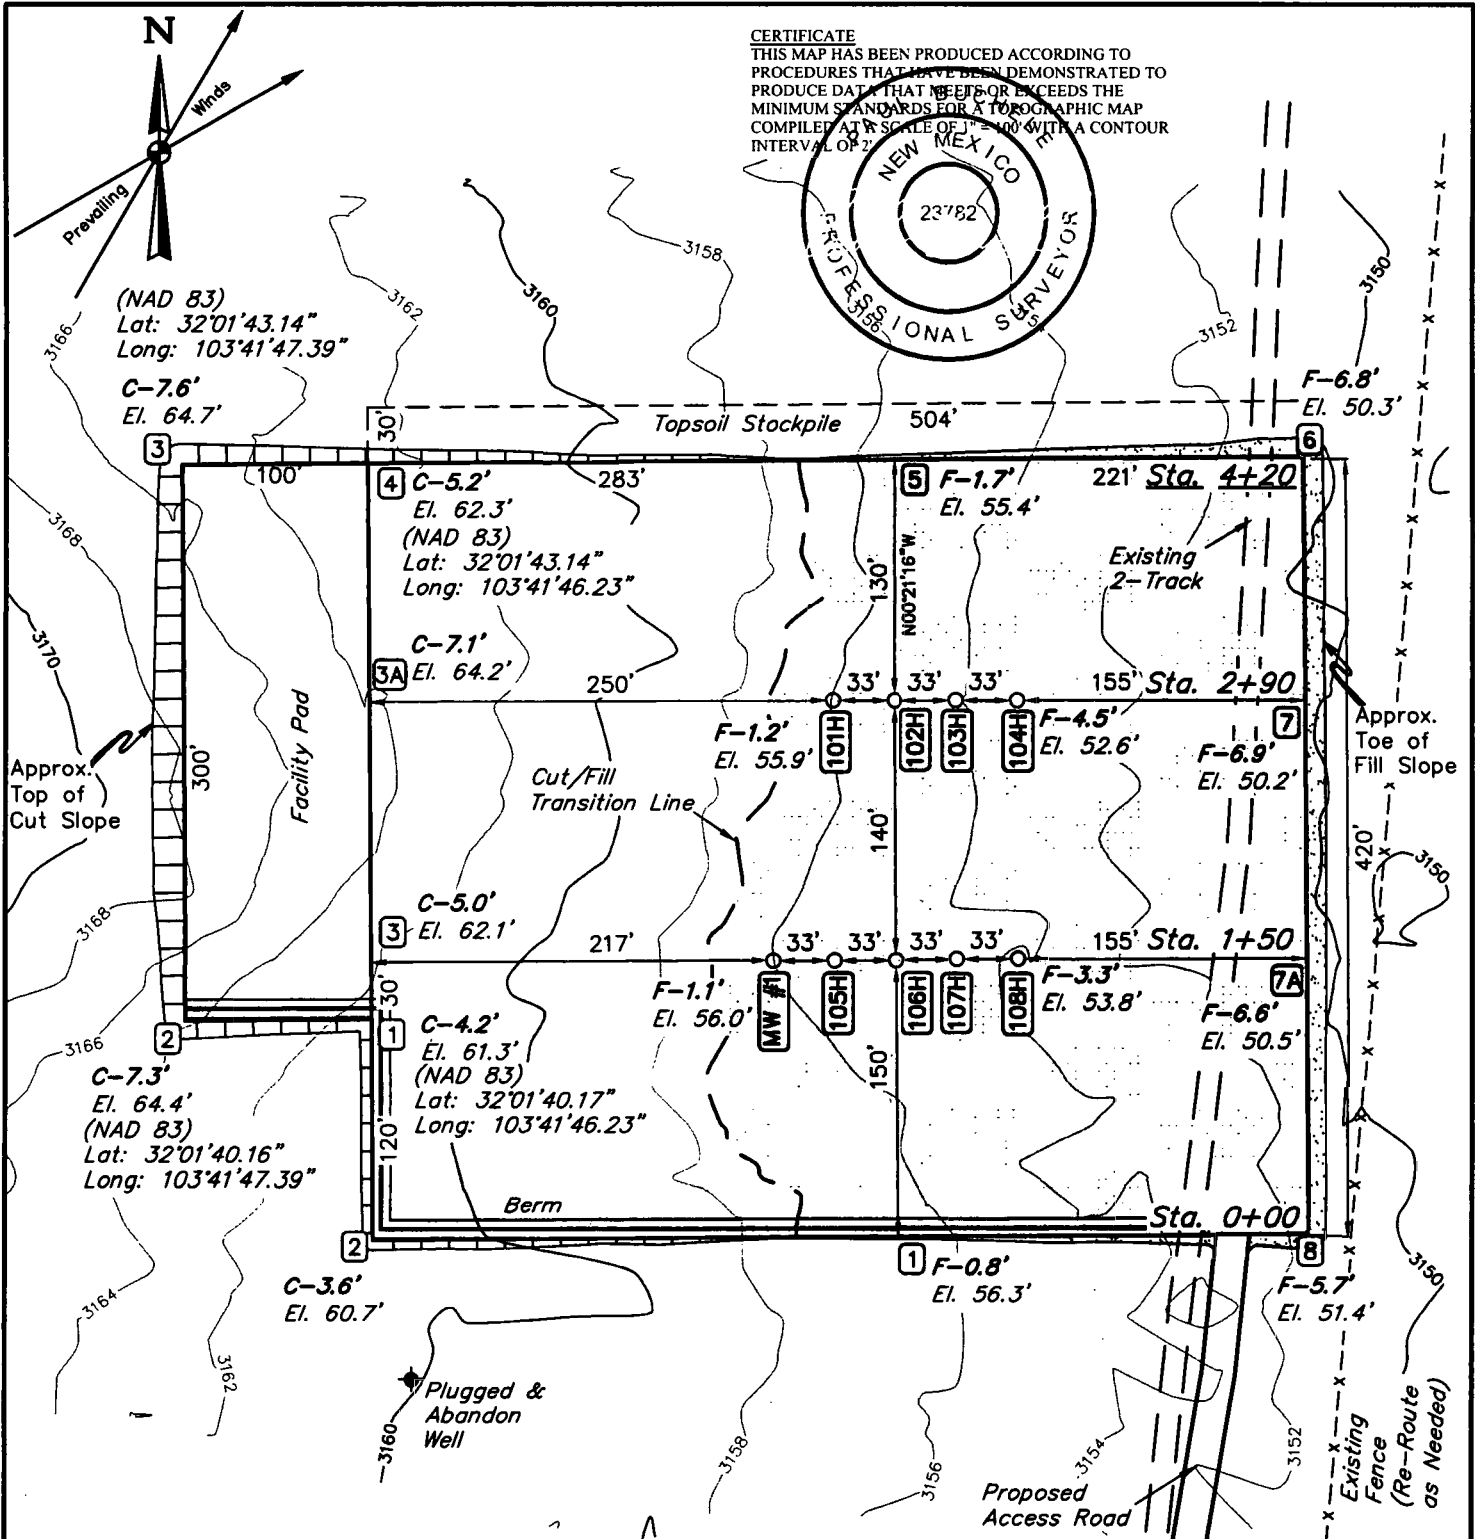 N
Winds
Prevailing
CERTIFICATE
THIS MAP HAS BEEN PRODUCED ACCORDING TO
PROCEDURES THAT HAVE BEEN DEMONSTRATED TO
PRODUCE DATA THAT MEETS OR EXCEEDS THE
MINIMUM STANDARDS FOR A TOPOGRAPHIC MAP
COMPILED AT A SCALE OF 1" = 100' WITH A CONTOUR
INTERVAL OF 2'
NEW MEXICO
23782
PROFESSIONAL SURVEYOR
3158
3150
3162
3160
3156
3152
3166
(NAD 83)
Lat: 32°01'43.14"
Long: 103°41'47.39"
C-7.6'
El. 64.7'
F-6.8'
El. 50.3'
30'
Topsoil Stockpile
504'
3
6
100'
4
C-5.2'
El. 62.3'
(NAD 83)
Lat: 32°01'43.14"
Long: 103°41'46.23"
283'
5
F-1.7'
El. 55.4'
221'
Sta. 4+20
3168
130'
N00°21'16"W
Existing
2-Track
3170
C-7.1'
3A
El. 64.2'
250'
33'
33'
33'
155'
Sta. 2+90
F-1.2'
El. 55.9'
101H
102H
103H
104H
F-4.5'
El. 52.6'
7
F-6.9'
El. 50.2'
Approx.
Toe of
Fill Slope
Approx.
Top of
Cut Slope
300'
Facility Pad
Cut/Fill
Transition Line
140'
420'
3150
3168
C-5.0'
3
El. 62.1'
217'
33'
33'
33'
33'
155'
Sta. 1+50
30'
F-1.1'
El. 56.0'
MW #1
105H
106H
107H
108H
F-3.3'
El. 53.8'
7A
F-6.6'
El. 50.5'
2
3166
1
C-4.2'
El. 61.3'
(NAD 83)
Lat: 32°01'40.17"
Long: 103°41'46.23"
C-7.3'
El. 64.4'
(NAD 83)
Lat: 32°01'40.16"
Long: 103°41'47.39"
150'
120'
Berm
Sta. 0+00
2
1
8
C-3.6'
El. 60.7'
F-0.8'
El. 56.3'
F-5.7'
El. 51.4'
3150
3164
3162
Plugged &
Abandon
Well
3160
3158
3156
3154
3152
Proposed
Access Road
Existing
Fence
(Re-Route
as Needed)